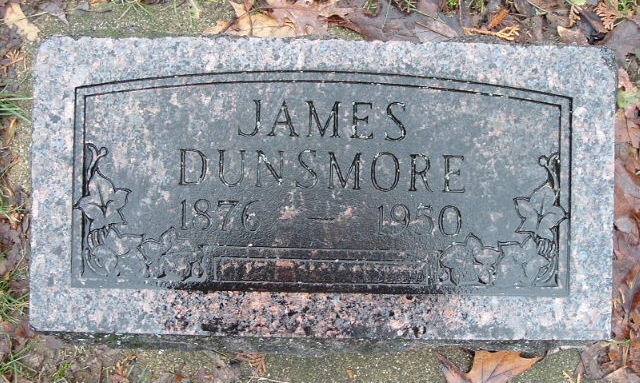 JAMES
DUNSMORE
1876 — 1950